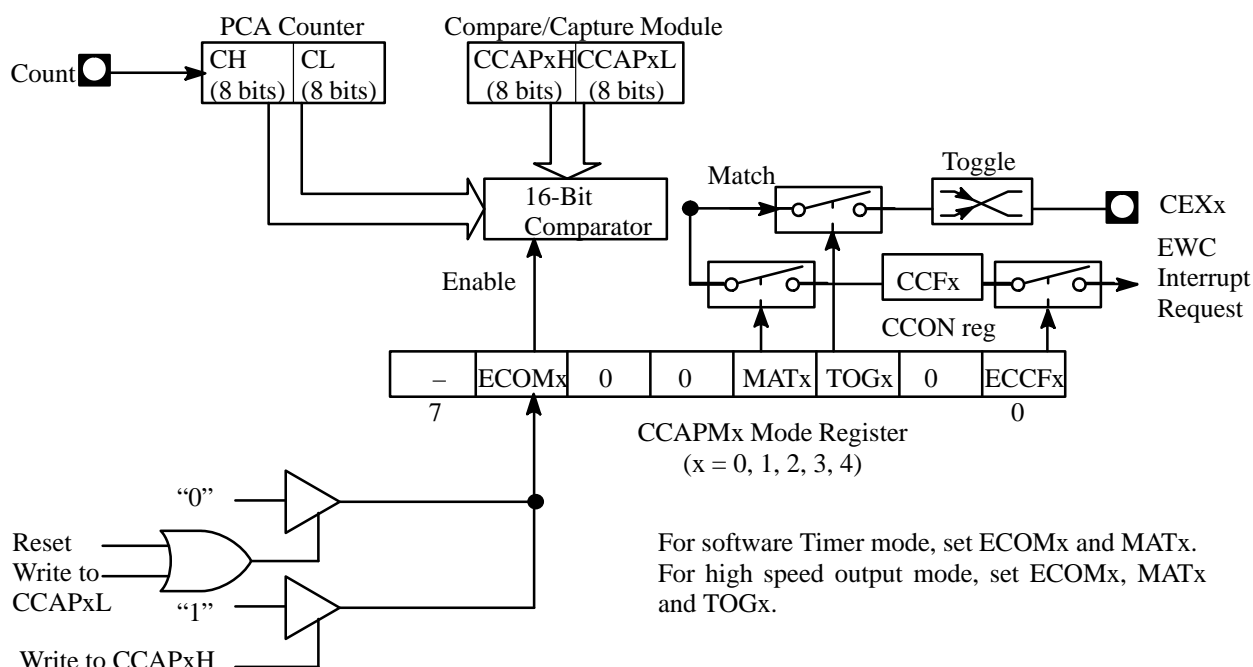 PCA Counter
Compare/Capture Module
Count
CH
(8 bits)
CL
(8 bits)
CCAPxH
(8 bits)
CCAPxL
(8 bits)
16-Bit
Comparator
Match
Toggle
CEXx
EWC
Interrupt
Request
Enable
CCFx
CCON reg
–
ECOMx
0
0
MATx
TOGx
0
ECCFx
7
0
CCAPMx Mode Register
(x = 0, 1, 2, 3, 4)
“0”
Reset
Write to
CCAPxL
“1”
Write to CCAPxH
For software Timer mode, set ECOMx and MATx.
For high speed output mode, set ECOMx, MATx
and TOGx.